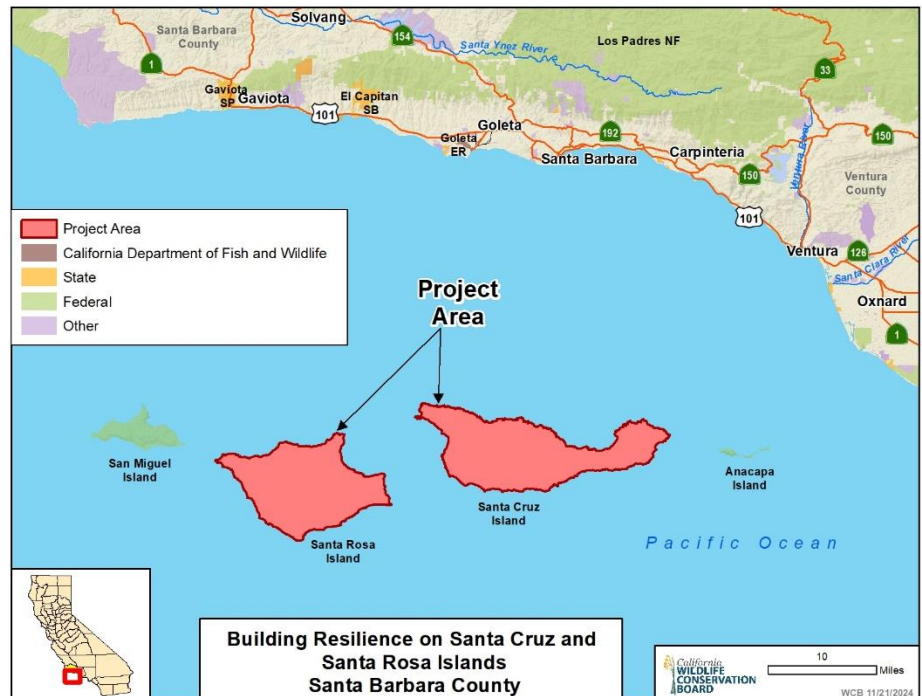 Solvang
Santa Barbara
County
154
Santa Ynez River
Los Padres NF
1
33
Gaviota
SP
Gaviota
101
El Capitan
SB
Goleta
Goleta
ER
192
Santa Barbara
Carpinteria
150
150
Ventura River
Ventura
County
101
Ventura
126
Santa Clara River
Oxnard
1
Project Area
California Department of Fish and Wildlife
State
Federal
Other
Project
Area
San Miguel
Island
Santa Rosa
Island
Santa Cruz
Island
Anacapa
Island
Pacific Ocean
Building Resilience on Santa Cruz and
Santa Rosa Islands
Santa Barbara County
California
WILDLIFE
CONSERVATION
BOARD
10
Miles
WCB 11/21/2024